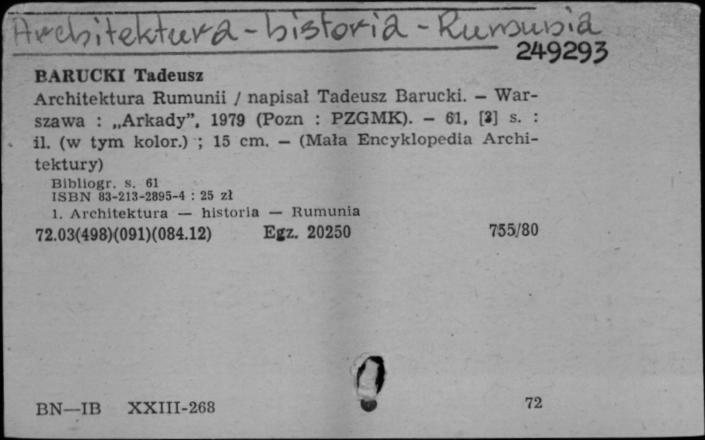 Architektura - historia - Rumunia
249293
BARUCKI Tadeusz
Architektura Rumunii / napisał Tadeusz Barucki. — War-
szawa : „Arkady”, 1979 (Pozn : PZGMK). — 61, [3] s. :
il. (w tym kolor.) ; 15 cm. — (Mała Encyklopedia Archi-
tektury)
Bibliogr. s. 61
ISBN 83-213-2895-4 : 25 zł
1. Architektura — historia — Rumunia
72.03(498)(091)(084.12) Egz. 20250 755/80
BN—IB XXIII-268 72